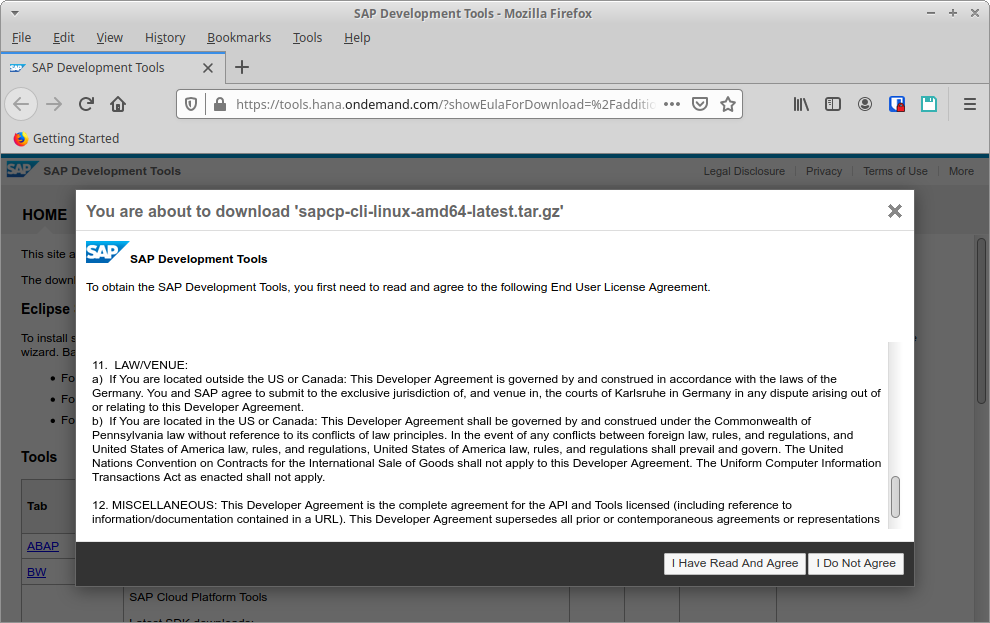 SAP Development Tools - Mozilla Firefox
File Edit View History Bookmarks Tools Help
SAP Development Tools
https://tools.hana.ondemand.com/?showEulaForDownload=%2Fadditio
Getting Started
SAP SAP Development Tools Legal Disclosure Privacy Terms of Use More
HOME
This site a
The downl
Eclipse
To install s
wizard. Ba
• Fo
• Fo
• Fo
Tools
Tab
ABAP
BW
You are about to download 'sapcp-cli-linux-amd64-latest.tar.gz'
SAP SAP Development Tools
To obtain the SAP Development Tools, you first need to read and agree to the following End User License Agreement.
11. LAW/VENUE:
a) If You are located outside the US or Canada: This Developer Agreement is governed by and construed in accordance with the laws of the
Germany. You and SAP agree to submit to the exclusive jurisdiction of, and venue in, the courts of Karlsruhe in Germany in any dispute arising out of
or relating to this Developer Agreement.
b) If You are located in the US or Canada: This Developer Agreement shall be governed by and construed under the Commonwealth of
Pennsylvania law without reference to its conflicts of law principles. In the event of any conflicts between foreign law, rules, and regulations, and
United States of America law, rules, and regulations, United States of America law, rules, and regulations shall prevail and govern. The United
Nations Convention on Contracts for the International Sale of Goods shall not apply to this Developer Agreement. The Uniform Computer Information
Transactions Act as enacted shall not apply.
12. MISCELLANEOUS: This Developer Agreement is the complete agreement for the API and Tools licensed (including reference to
information/documentation contained in a URL). This Developer Agreement supersedes all prior or contemporaneous agreements or representations
I Have Read And Agree I Do Not Agree
SAP Cloud Platform Tools